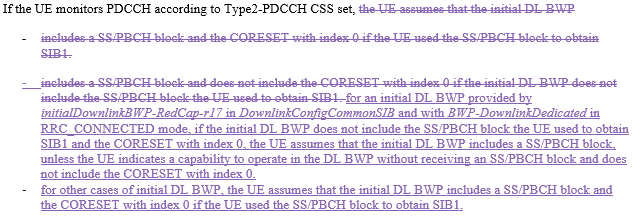 If the UE monitors PDCCH according to Type2-PDCCH CSS set, the UE assumes that the initial DL BWP
- includes a SS/PBCH block and the CORESET with index 0 if the UE used the SS/PBCH block to obtain
SIB1.
- includes a SS/PBCH block and does not include the CORESET with index 0 if the initial DL BWP does not
include the SS/PBCH block the UE used to obtain SIB1. for an initial DL BWP provided by
initialDownlinkBWP-RedCap-r17 in DownlinkConfigCommonSIB and with BWP-DownlinkDedicated in
RRC_CONNECTED mode, if the initial DL BWP does not include the SS/PBCH block the UE used to obtain
SIB1 and the CORESET with index 0, the UE assumes that the initial DL BWP includes a SS/PBCH block,
unless the UE indicates a capability to operate in the DL BWP without receiving an SS/PBCH block and does
not include the CORESET with index 0.
- for other cases of initial DL BWP, the UE assumes that the initial DL BWP includes a SS/PBCH block and
the CORESET with index 0 if the UE used the SS/PBCH block to obtain SIB1.